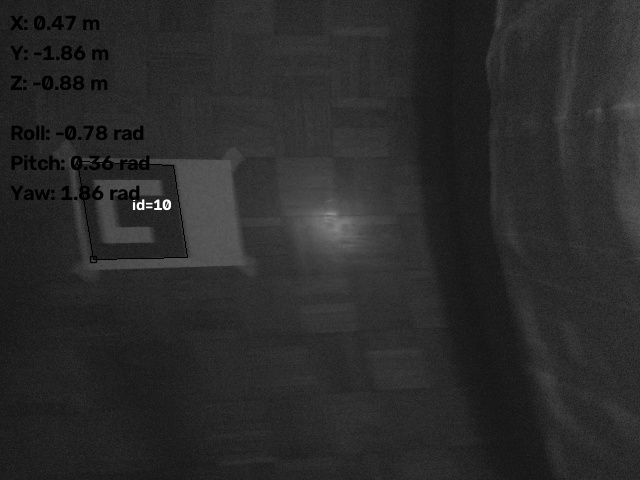 X: 0.47 m
Y: -1.86 m
Z: -0.88 m
Roll: -0.78 rad
Pitch: 0.36 rad
Yaw: 1.86 rad
id=10